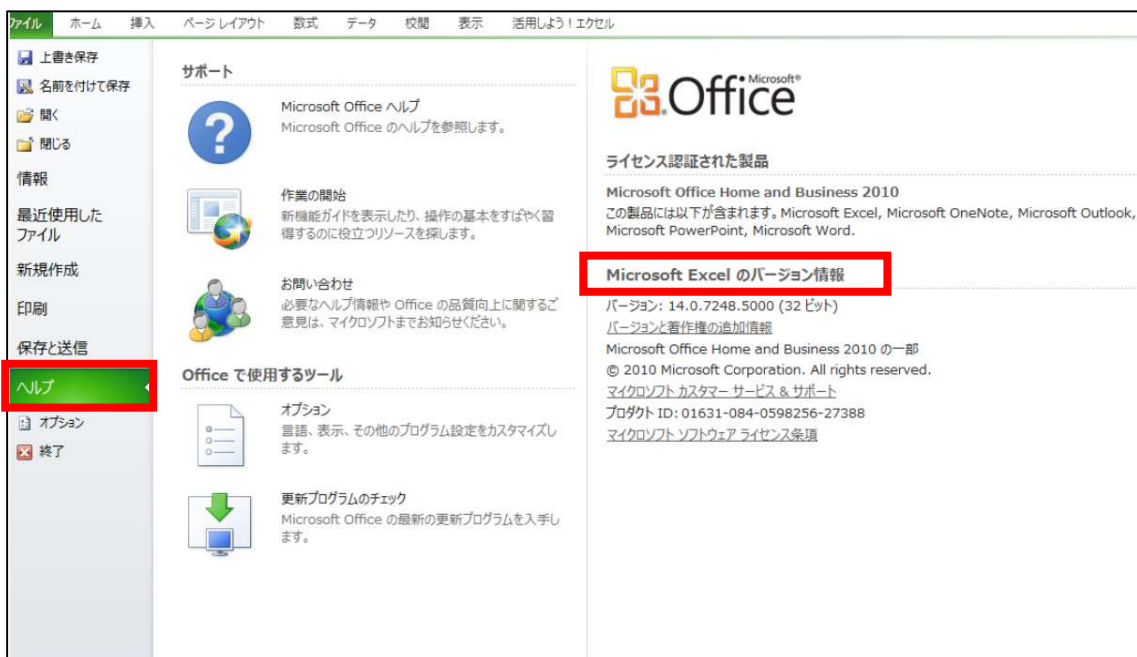 ファイル ホーム 挿入 ページ レイアウト 数式 データ 校閲 表示 活用しよう！エクセル
上書き保存
名前を付けて保存
開く
閉じる
情報
最近使用した
ファイル
新規作成
印刷
保存と送信
ヘルプ
オプション
終了
サポート
Microsoft Office ヘルプ
Microsoft Office のヘルプを参照します。
作業の開始
新機能ガイドを表示したり、操作の基本をすばやく習
得するのに役立つリソースを探します。
お問い合わせ
必要なヘルプ情報や Office の品質向上に関するご
意見は、マイクロソフトまでお知らせください。
Office で使用するツール
オプション
言語、表示、その他のプログラム設定をカスタマイズし
ます。
更新プログラムのチェック
Microsoft Office の最新の更新プログラムを入手し
ます。
Microsoft®
Office
ライセンス認証された製品
Microsoft Office Home and Business 2010
この製品には以下が含まれます。Microsoft Excel, Microsoft OneNote, Microsoft Outlook,
Microsoft PowerPoint, Microsoft Word.
Microsoft Excel のバージョン情報
バージョン: 14.0.7248.5000 (32 ビット)
バージョンと著作権の追加情報
Microsoft Office Home and Business 2010 の一部
© 2010 Microsoft Corporation. All rights reserved.
マイクロソフト カスタマー サービス & サポート
プロダクト ID: 01631-084-0598256-27388
マイクロソフト ソフトウェア ライセンス条項